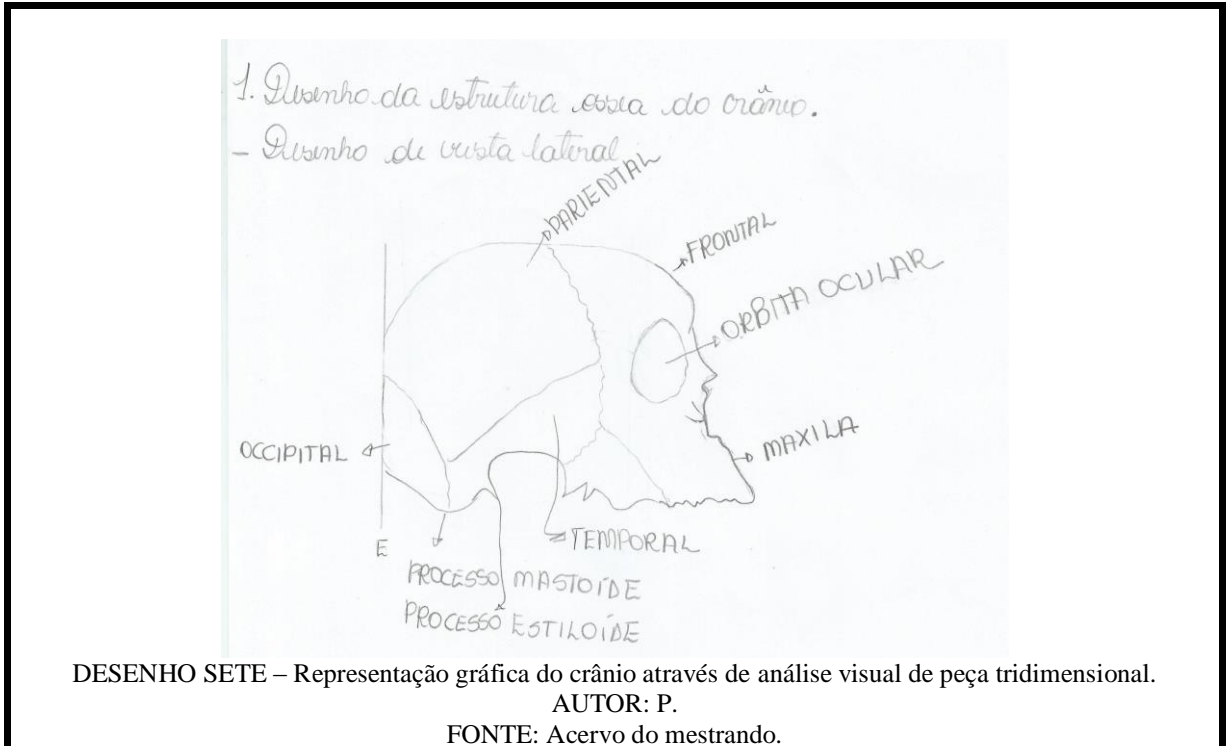 1. Desenho da estrutura ossea do crânio.
- Desenho de vista lateral
PARIENTAL
FRONTAL
ORBITA OCULAR
MAXILA
OCCIPITAL
TEMPORAL
E
PROCESSO MASTOÍDE
PROCESSO ESTILOÍDE
DESENHO SETE – Representação gráfica do crânio através de análise visual de peça tridimensional.
AUTOR: P.
FONTE: Acervo do mestrando.